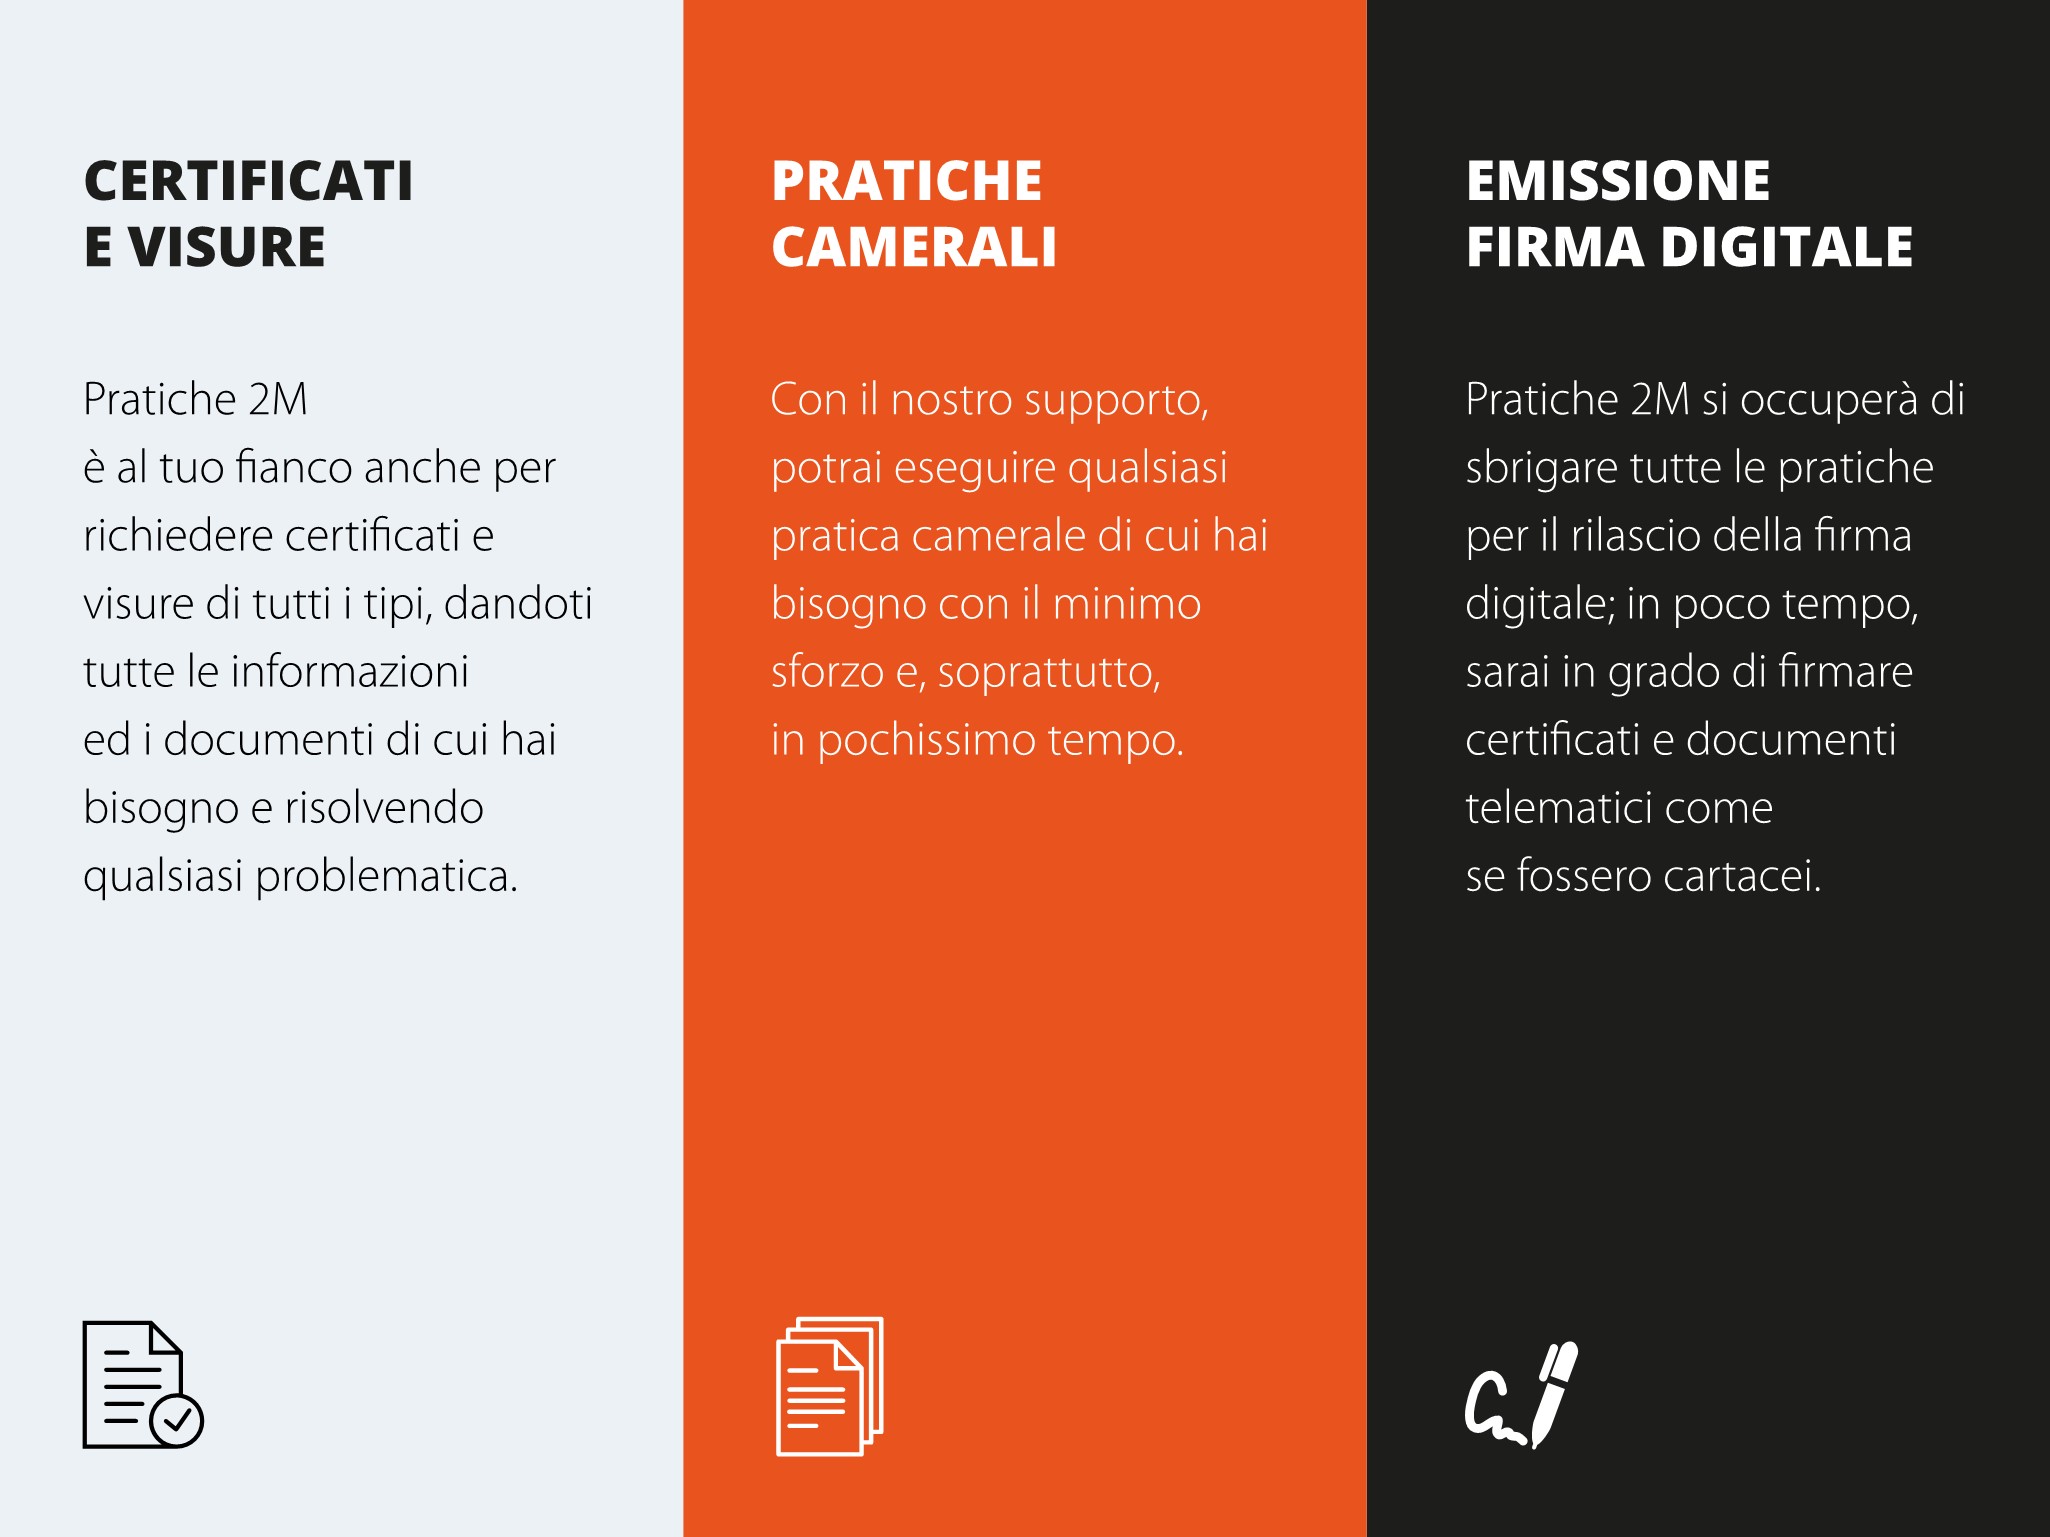 CERTIFICATI
E VISURE
Pratiche 2M
è al tuo fianco anche per
richiedere certificati e
visure di tutti i tipi, dandoti
tutte le informazioni
ed i documenti di cui hai
bisogno e risolvendo
qualsiasi problematica.
PRATICHE
CAMERALI
Con il nostro supporto,
potrai eseguire qualsiasi
pratica camerale di cui hai
bisogno con il minimo
sforzo e, soprattutto,
in pochissimo tempo.
EMISSIONE
FIRMA DIGITALE
Pratiche 2M si occuperà di
sbrigare tutte le pratiche
per il rilascio della firma
digitale; in poco tempo,
sarai in grado di firmare
certificati e documenti
telematici come
se fossero cartacei.